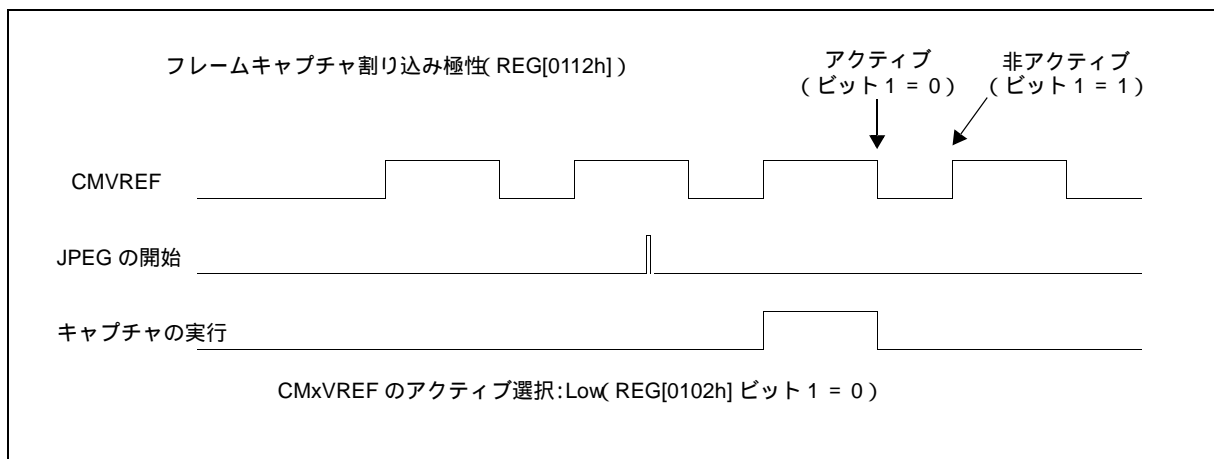 フレームキャプチャ割り込み極性( REG[0112h] )
アクティブ
( ビット 1 = 0 )
非アクティブ
( ビット 1 = 1 )
CMVREF
JPEG の開始
キャプチャの実行
CMxVREF のアクティブ選択:Low( REG[0102h] ビット 1 = 0 )